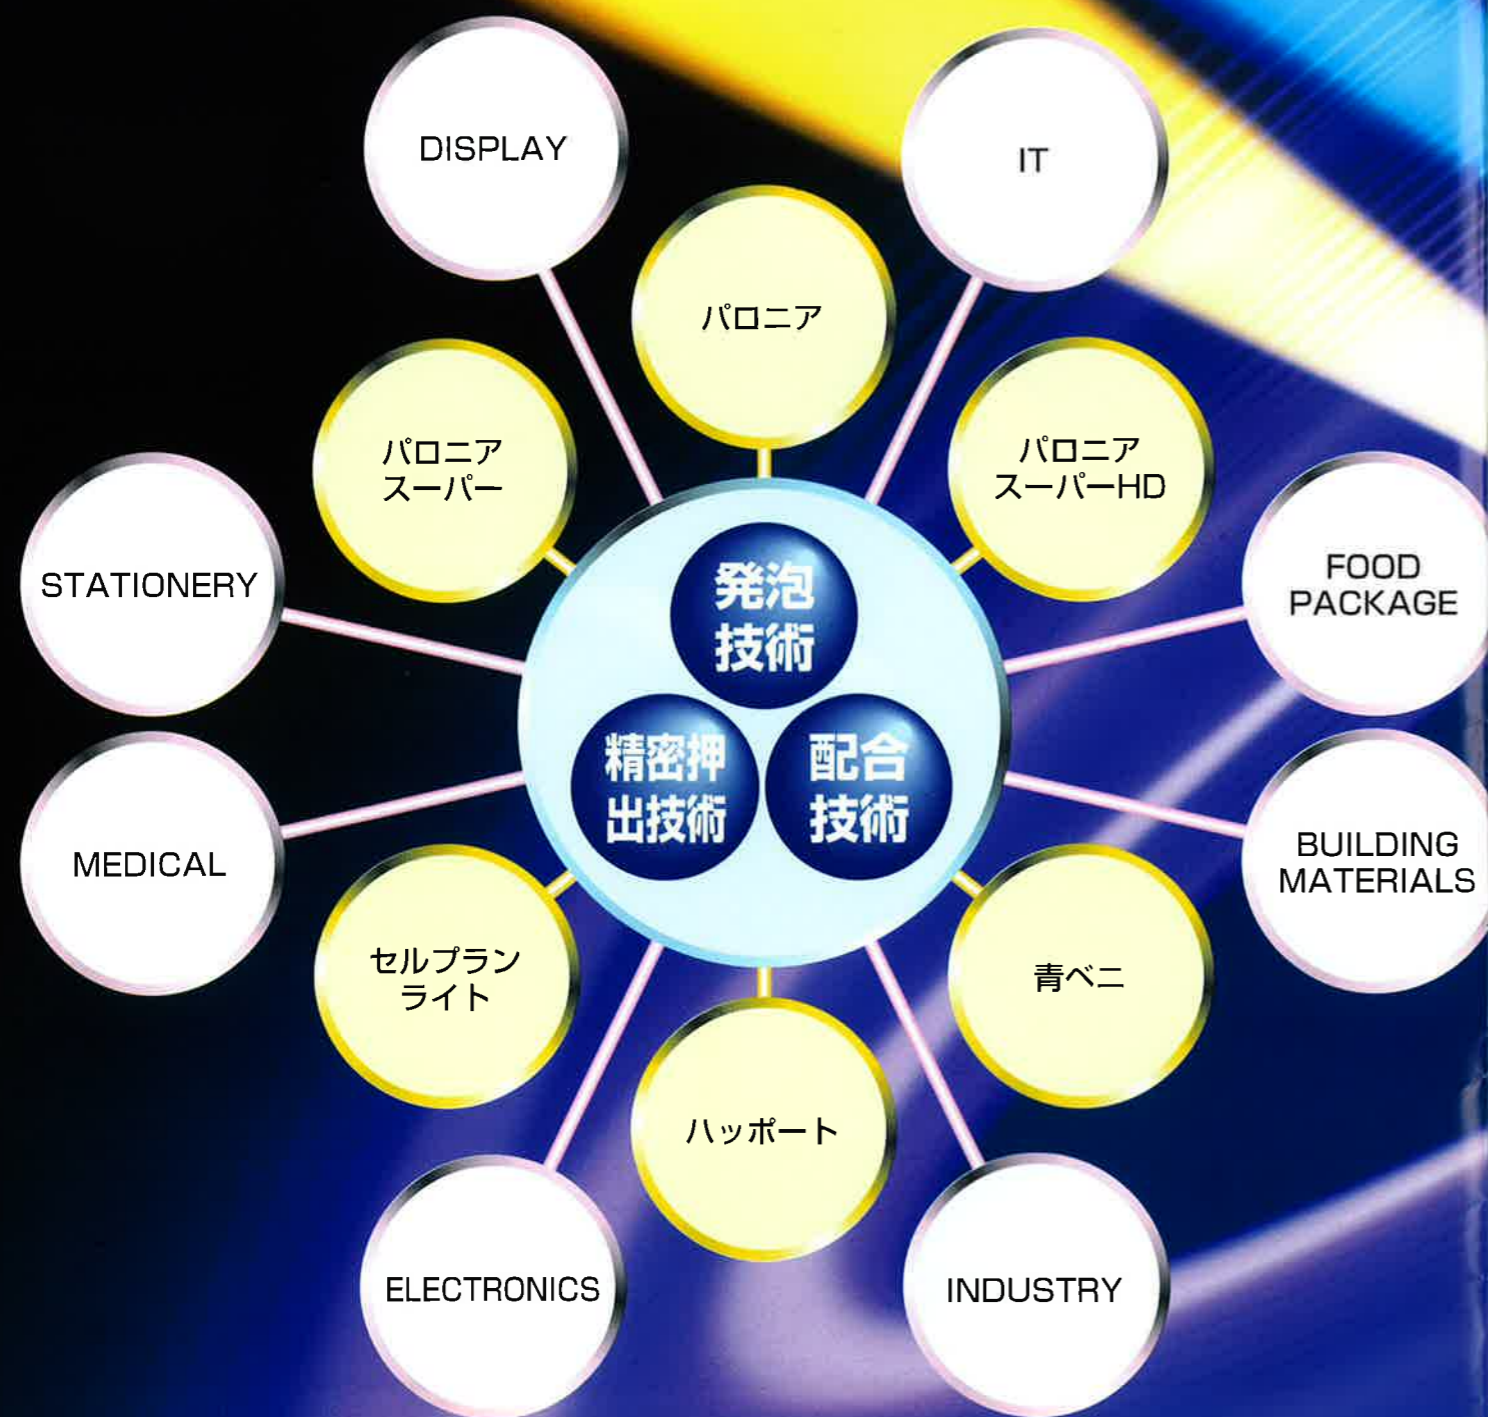 DISPLAY
IT
パロニア
パロニア
スーパー
パロニア
スーパーHD
STATIONERY
FOOD
PACKAGE
発泡
技術
精密押
出技術
配合
技術
MEDICAL
BUILDING
MATERIALS
セルプラン
ライト
青ベニ
ハッポート
ELECTRONICS
INDUSTRY